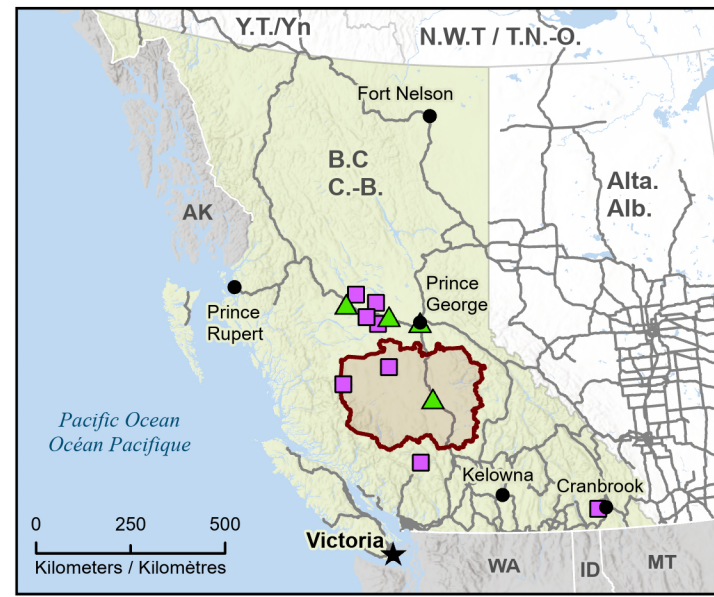 Y.T./Yn
N.W.T / T.N.-O.
Fort Nelson
B.C
C.-B.
Alta.
Alb.
AK
Prince
George
Prince
Rupert
Pacific Ocean
Océan Pacifique
Kelowna
Cranbrook
0 250 500
Kilometers / Kilomètres
Victoria
WA
ID
MT